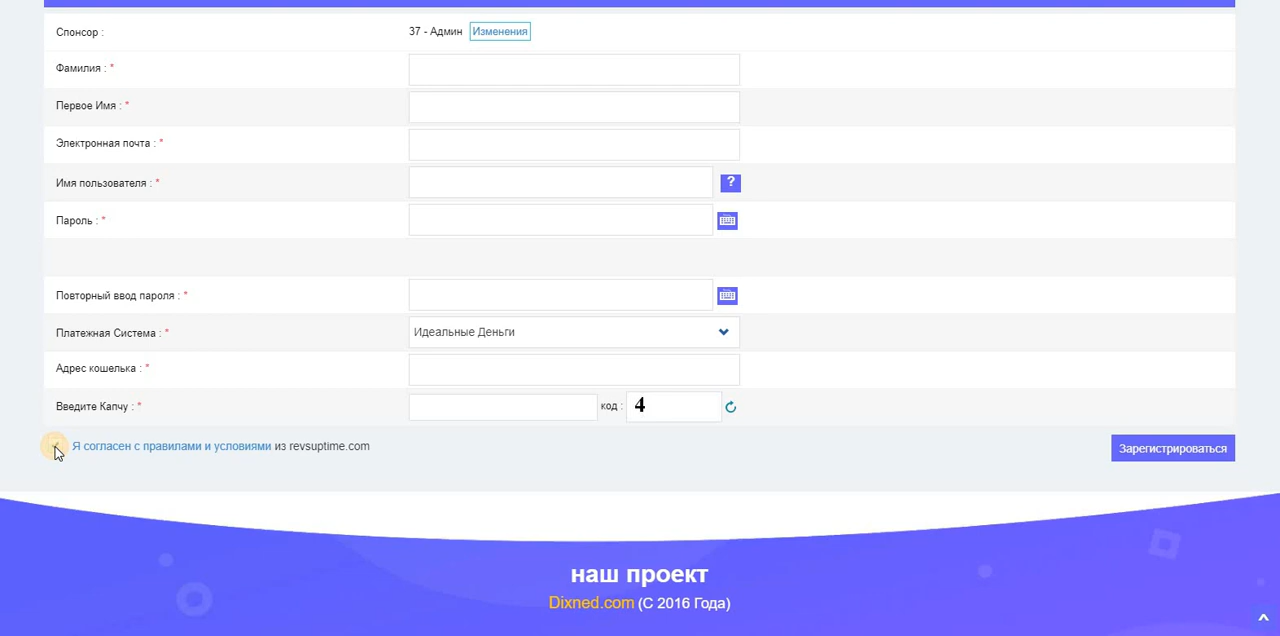 Спонсор : 37 - Админ Изменения
Фамилия : *
Первое Имя : *
Электронная почта : *
Имя пользователя : * ?
Пароль : *
Повторный ввод пароля : *
Платежная Система : * Идеальные Деньги
Адрес кошелька : *
Введите Капчу : * код : 4
Я согласен с правилами и условиями из revsuptime.com Зарегистрироваться
наш проект
Dixned.com (С 2016 Года)